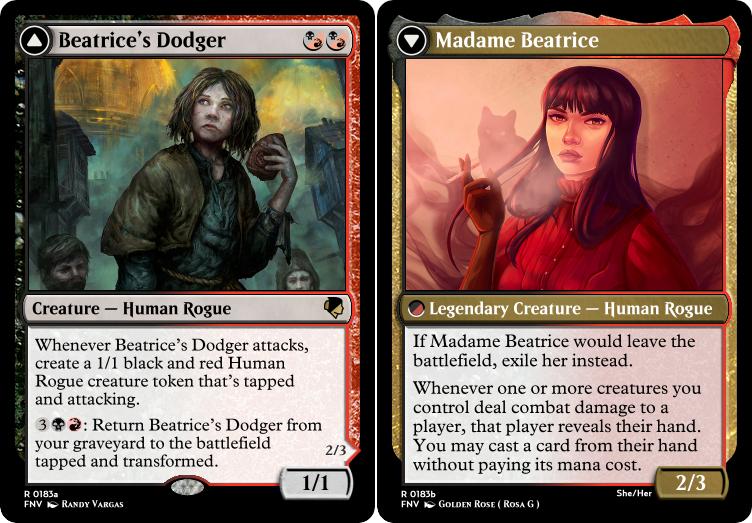 Beatrice's Dodger
Creature — Human Rogue
Whenever Beatrice's Dodger attacks,
create a 1/1 black and red Human
Rogue creature token that's tapped
and attacking.
3: Return Beatrice's Dodger from
your graveyard to the battlefield
tapped and transformed.
2/3
1/1
R 0183a
FNV RANDY VARGAS
Madame Beatrice
Legendary Creature — Human Rogue
If Madame Beatrice would leave the
battlefield, exile her instead.
Whenever one or more creatures you
control deal combat damage to a
player, that player reveals their hand.
You may cast a card from their hand
without paying its mana cost.
2/3
R 0183b
She/Her
FNV GOLDEN ROSE ( ROSA G )